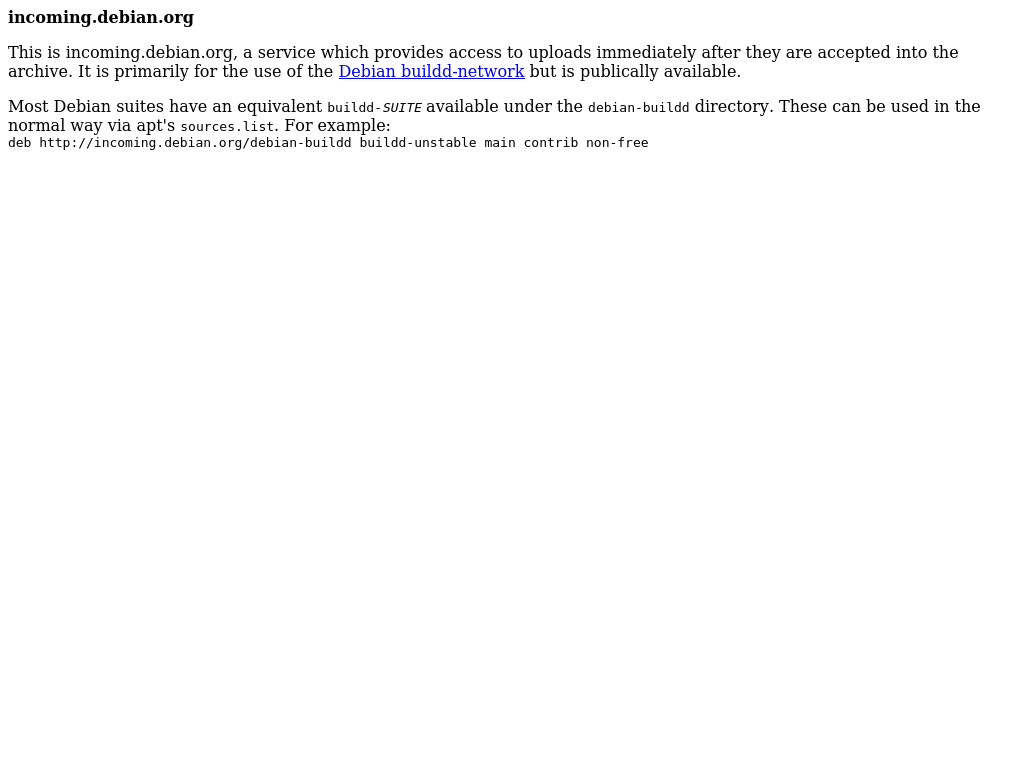 incoming.debian.org
This is incoming.debian.org, a service which provides access to uploads immediately after they are accepted into the
archive. It is primarily for the use of the Debian buildd-network but is publically available.
Most Debian suites have an equivalent buildd-SUITE available under the debian-buildd directory. These can be used in the
normal way via apt's sources.list. For example:
deb http://incoming.debian.org/debian-buildd buildd-unstable main contrib non-free